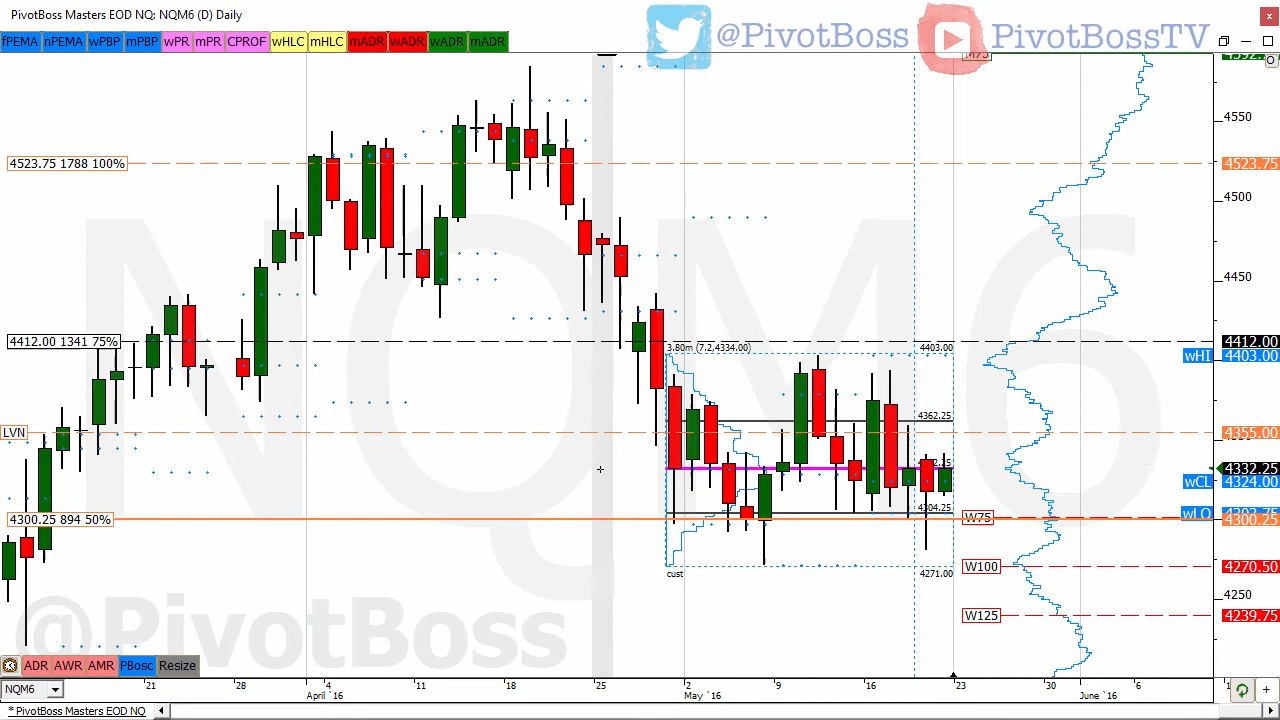 PivotBoss Masters EOD NQ: NQM6 (D) Daily
fPEMA nPEMA wPBP mPBP wPR mPR CPROF wHLC mHLC mADR wADR wADR mADR
@PivotBoss PivotBossTV
M75
4592.
4550
4523.75 1788 100% 4523.75
4500
4450
4412.00 1341 75% 4412.00
3.80m (7.2,4334.00) 4403.00 wHI 4403.00
4362.25
LVN 4355.00
4332.25
wCL 4324.00
4304.25
wLO
4300.25 894 50% W75 4300.25
W100 4270.50
cust 4271.00
4250
W125 4239.75
NQM6
@PivotBoss
ADR AWR AMR PBosc Resize
NQM6 21 28 4 11 18 25 2 9 16 23 30 6
April '16 May '16 June '16
* PivotBoss Masters EOD NQ